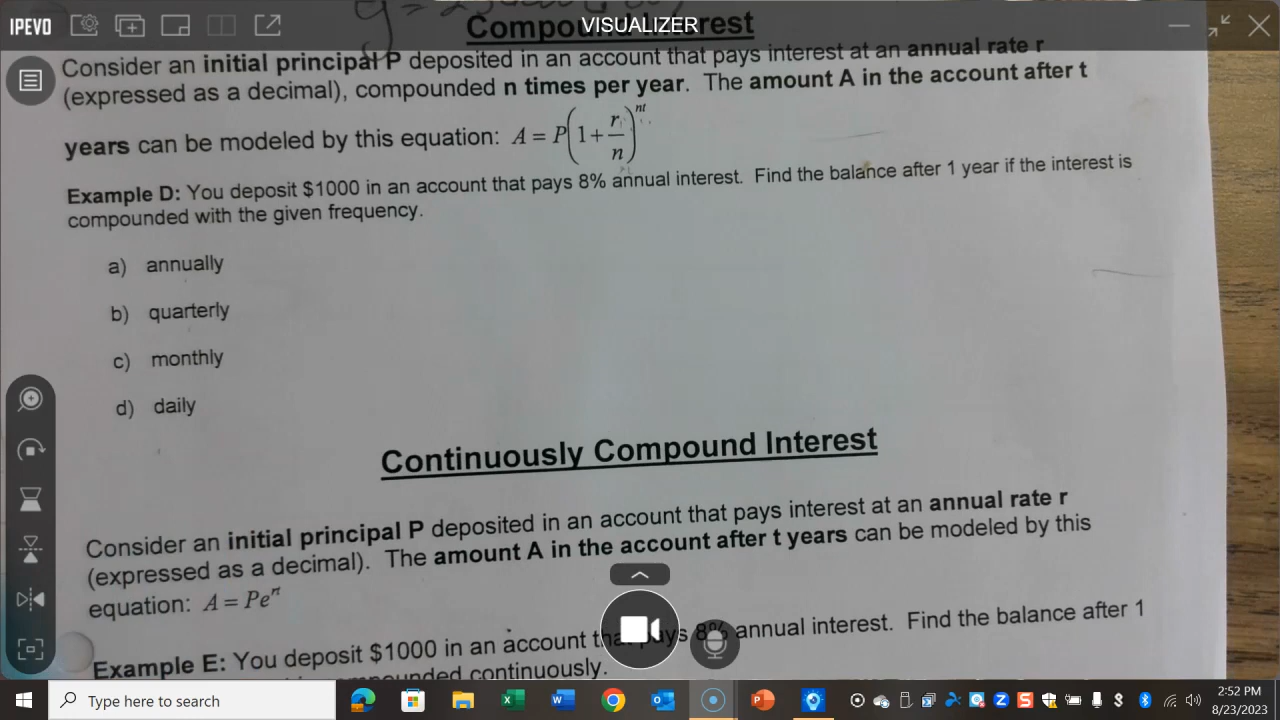 IPEVO
VISUALIZER
Compound Interest
Consider an initial principal P deposited in an account that pays interest at an annual rate r
(expressed as a decimal), compounded n times per year. The amount A in the account after t
years can be modeled by this equation: A = P(1 + r/n)^nt
Example D: You deposit $1000 in an account that pays 8% annual interest. Find the balance after 1 year if the interest is
compounded with the given frequency.
a) annually
b) quarterly
c) monthly
d) daily
Continuously Compound Interest
Consider an initial principal P deposited in an account that pays interest at an annual rate r
(expressed as a decimal). The amount A in the account after t years can be modeled by this
equation: A = Pe^rt
Example E: You deposit $1000 in an account that pays 8% annual interest. Find the balance after 1
compounded continuously.
Type here to search
2:52 PM
8/23/2023